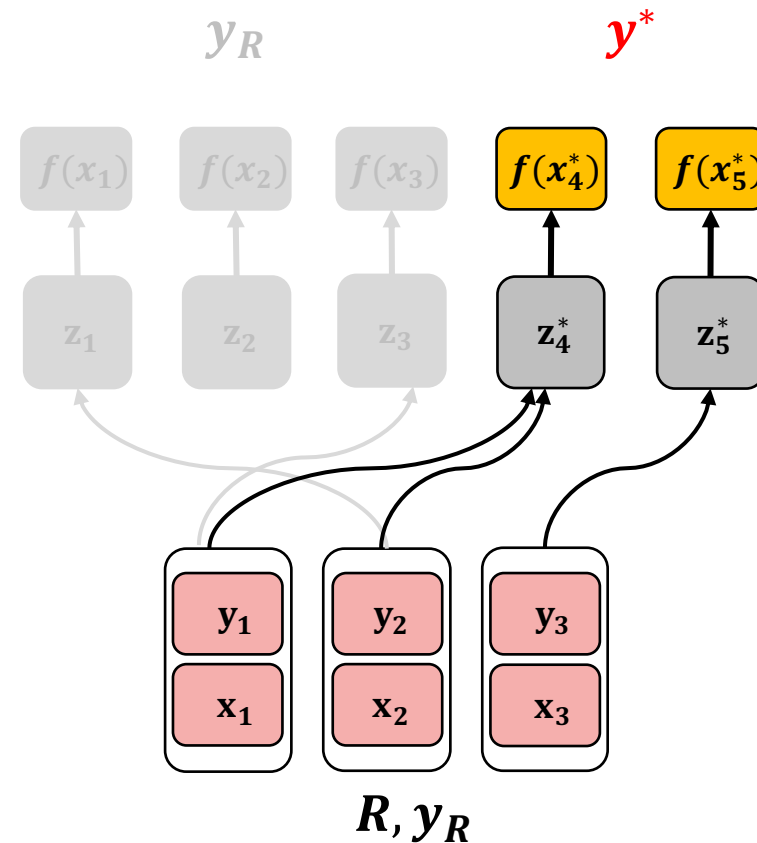 y_R y*
f(x_1) f(x_2) f(x_3) f(x_4^*) f(x_5^*)
z_1 z_2 z_3 z_4^* z_5^*
y_1 y_2 y_3
x_1 x_2 x_3
R, y_R